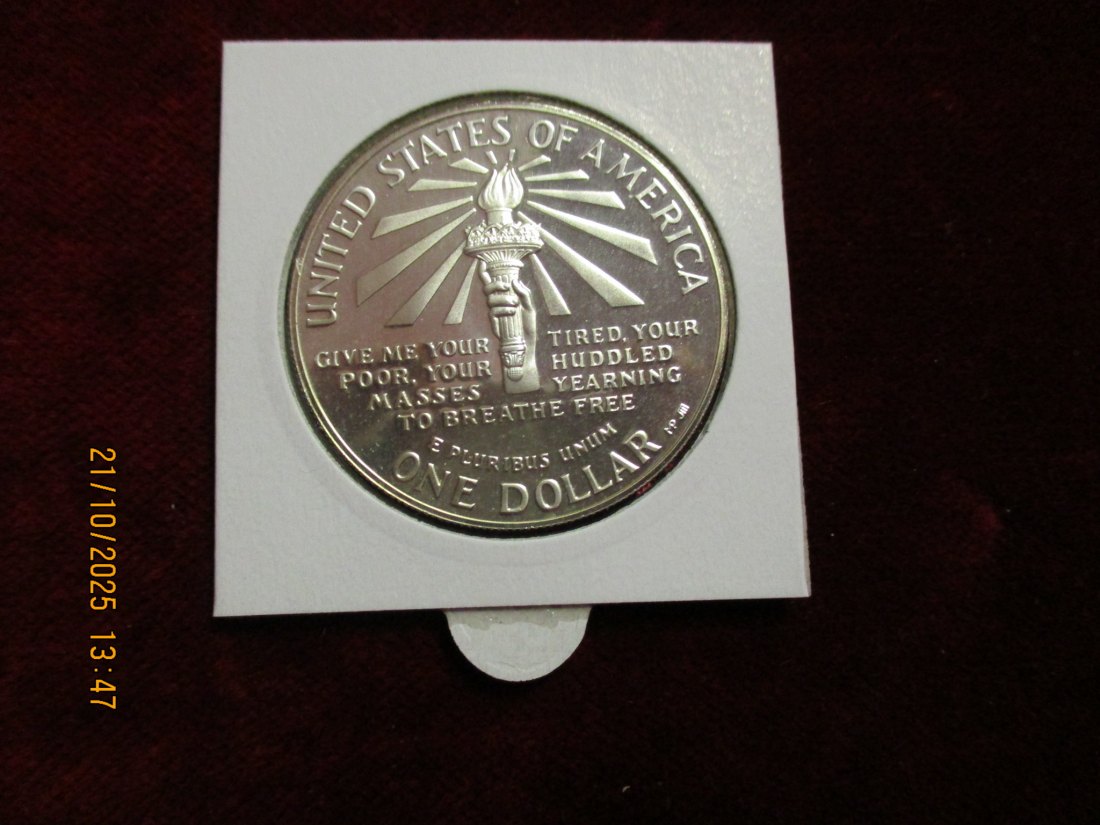 UNITED STATES OF AMERICA
GIVE ME YOUR TIRED, YOUR
POOR, YOUR HUDDLED
MASSES YEARNING
TO BREATHE FREE
E PLURIBUS UNUM
ONE DOLLAR
21/10/2025 13:47